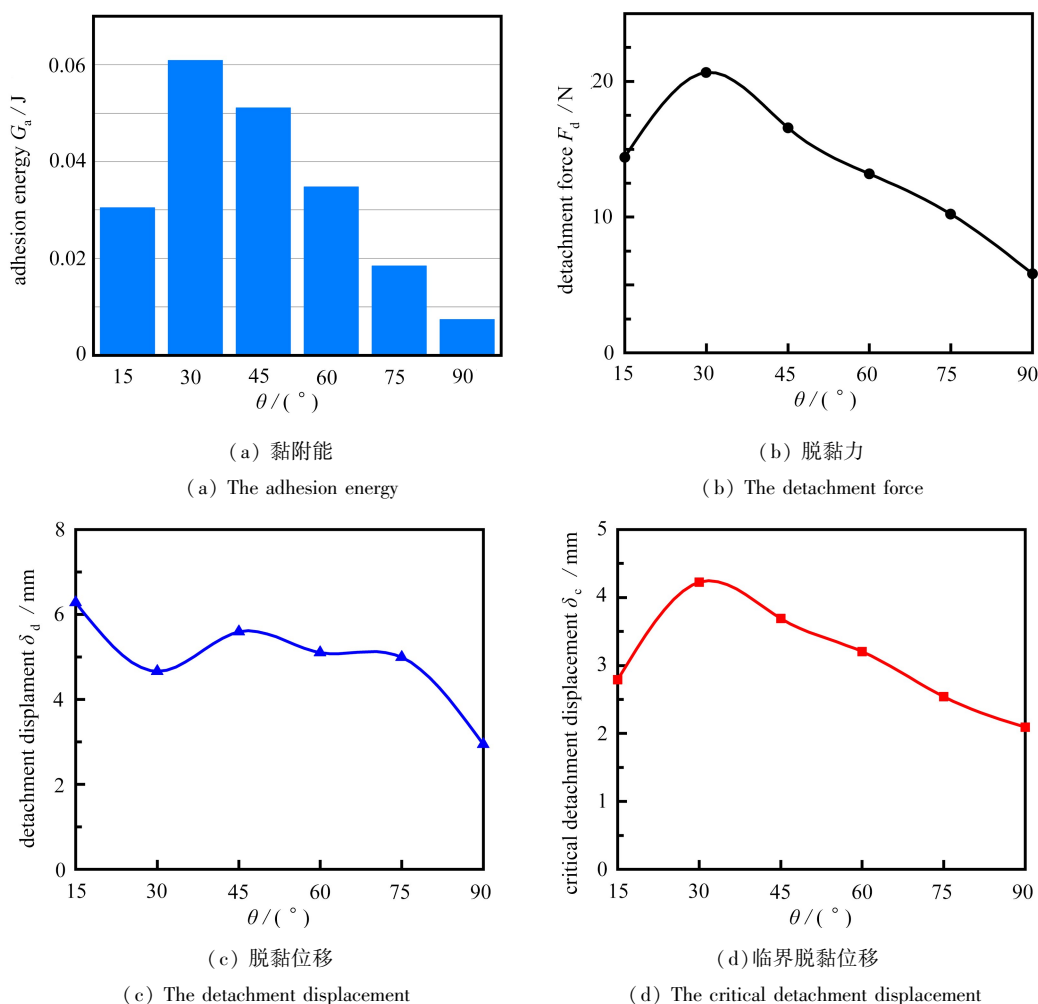 adhesion energy G_a / J
0.06
0.04
0.02
0
15 30 45 60 75 90
θ/(°)
(a) 黏附能
(a) The adhesion energy
detachment force F_d / N
20
10
0
15 30 45 60 75 90
θ/(°)
(b) 脱黏力
(b) The detachment force
detachment displament δ_d / mm
8
6
4
2
0
15 30 45 60 75 90
θ/(°)
(c) 脱黏位移
(c) The detachment displacement
critical detachment displacement δ_c / mm
5
4
3
2
1
0
15 30 45 60 75 90
θ/(°)
(d)临界脱黏位移
(d) The critical detachment displacement